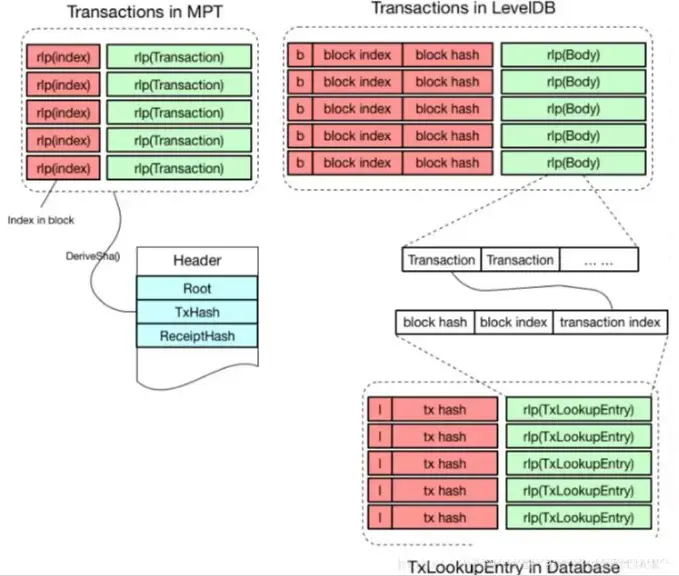 Transactions in MPT
rlp(index) rlp(Transaction)
rlp(index) rlp(Transaction)
rlp(index) rlp(Transaction)
rlp(index) rlp(Transaction)
rlp(index) rlp(Transaction)
Index in block
DeriveSha()
Header
Root
TxHash
ReceiptHash
Transactions in LevelDB
b block index block hash rlp(Body)
b block index block hash rlp(Body)
b block index block hash rlp(Body)
b block index block hash rlp(Body)
b block index block hash rlp(Body)
Transaction Transaction ... ...
block hash block index transaction index
l tx hash rlp(TxLookupEntry)
l tx hash rlp(TxLookupEntry)
l tx hash rlp(TxLookupEntry)
l tx hash rlp(TxLookupEntry)
l tx hash rlp(TxLookupEntry)
TxLookupEntry in Database